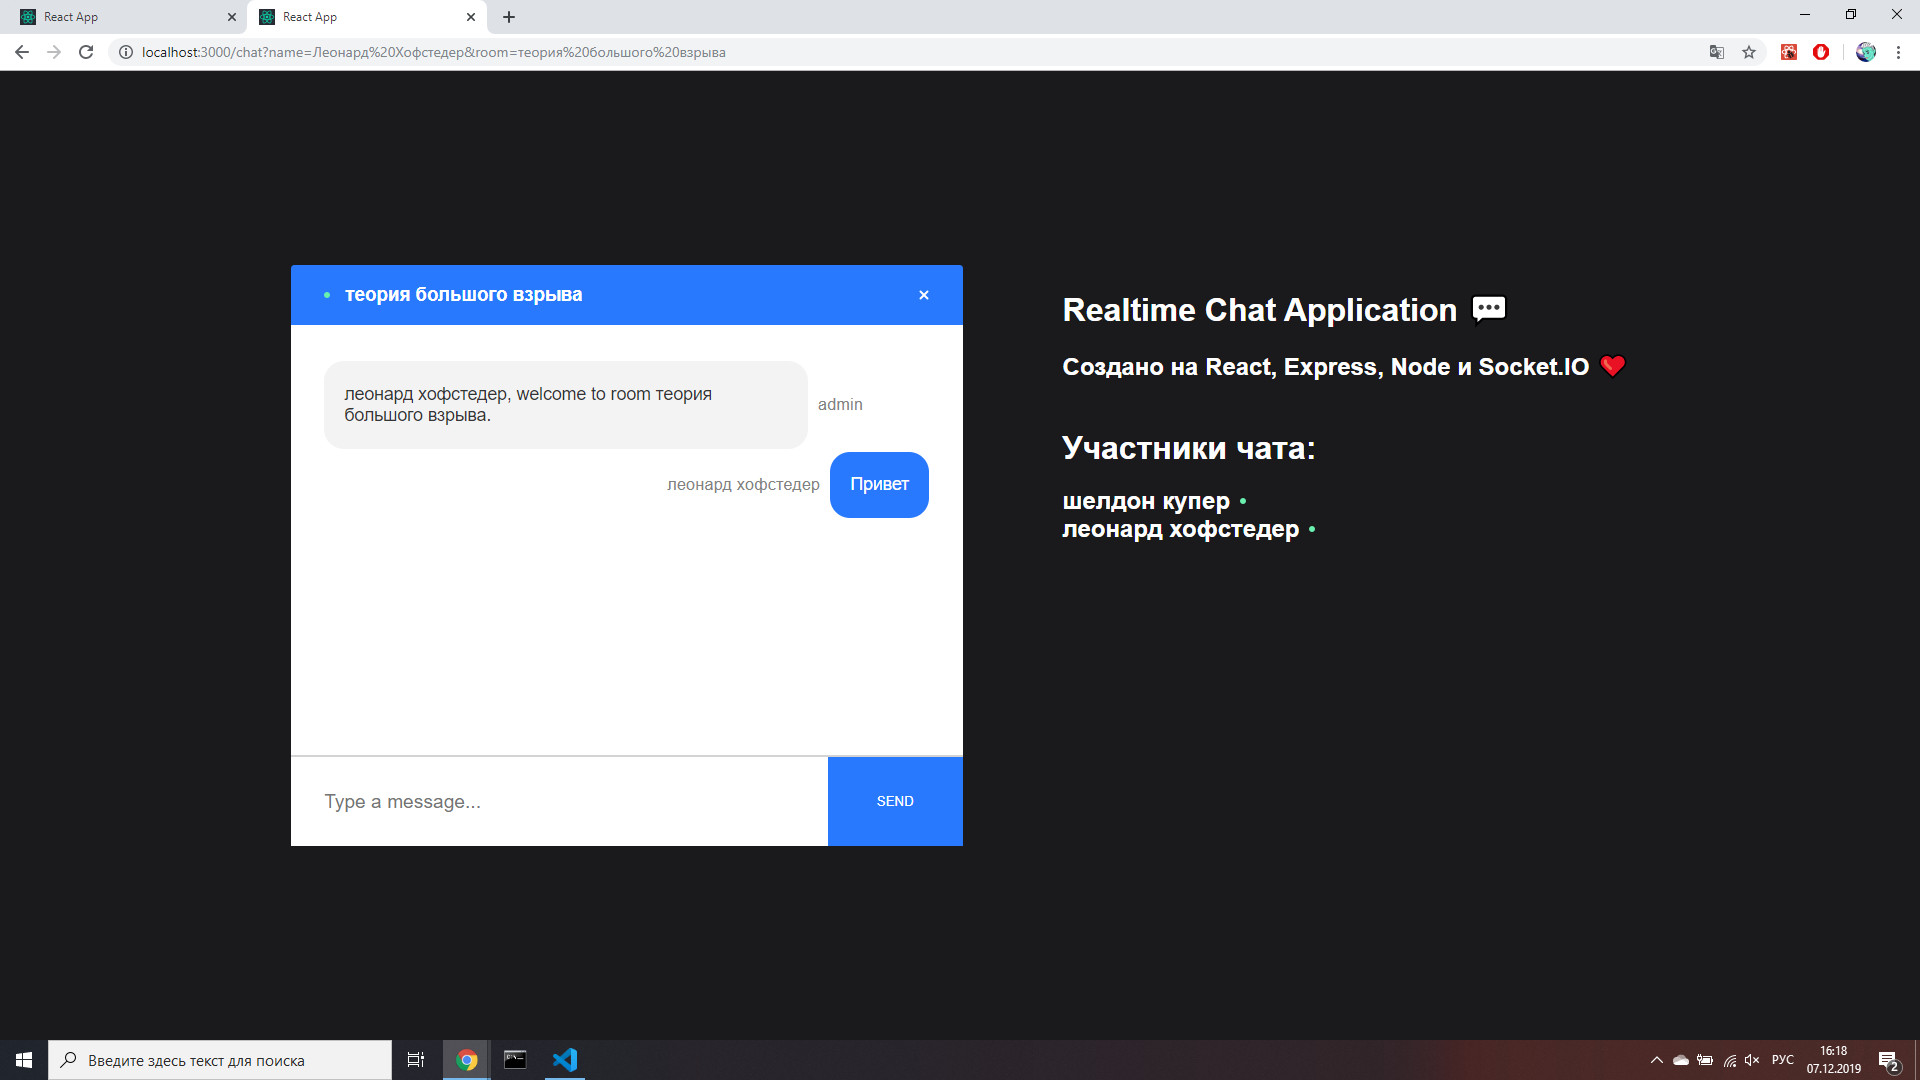 React App
React App
localhost:3000/chat?name=Леонард%20Хофстедер&room=теория%20большого%20взрыва
теория большого взрыва
леонард хофстедер, welcome to room теория
большого взрыва.
admin
леонард хофстедер
Привет
Type a message...
SEND
Realtime Chat Application
Создано на React, Express, Node и Socket.IO
Участники чата:
шелдон купер
леонард хофстедер
Введите здесь текст для поиска
РУС
16:18
07.12.2019
2